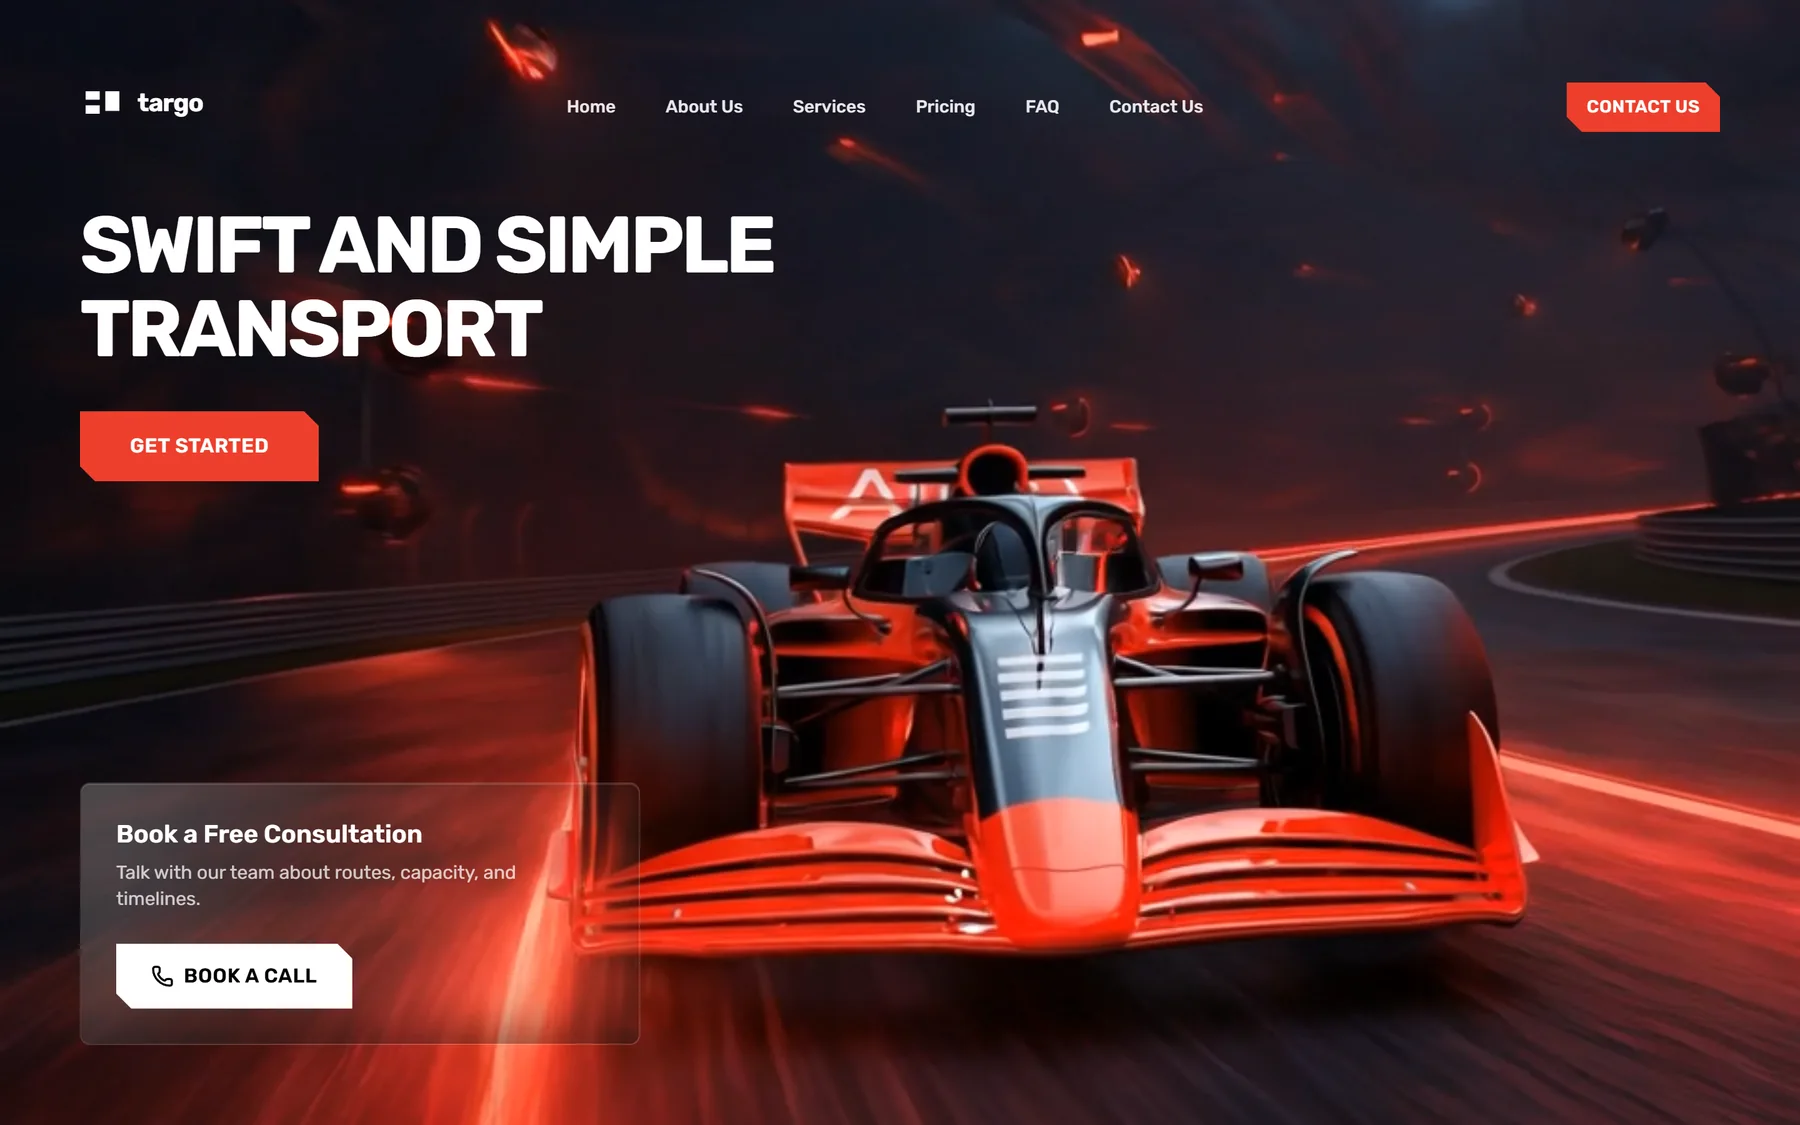 targo
Home
About Us
Services
Pricing
FAQ
Contact Us
CONTACT US
SWIFT AND SIMPLE
TRANSPORT
GET STARTED
Book a Free Consultation
Talk with our team about routes, capacity, and
timelines.
BOOK A CALL